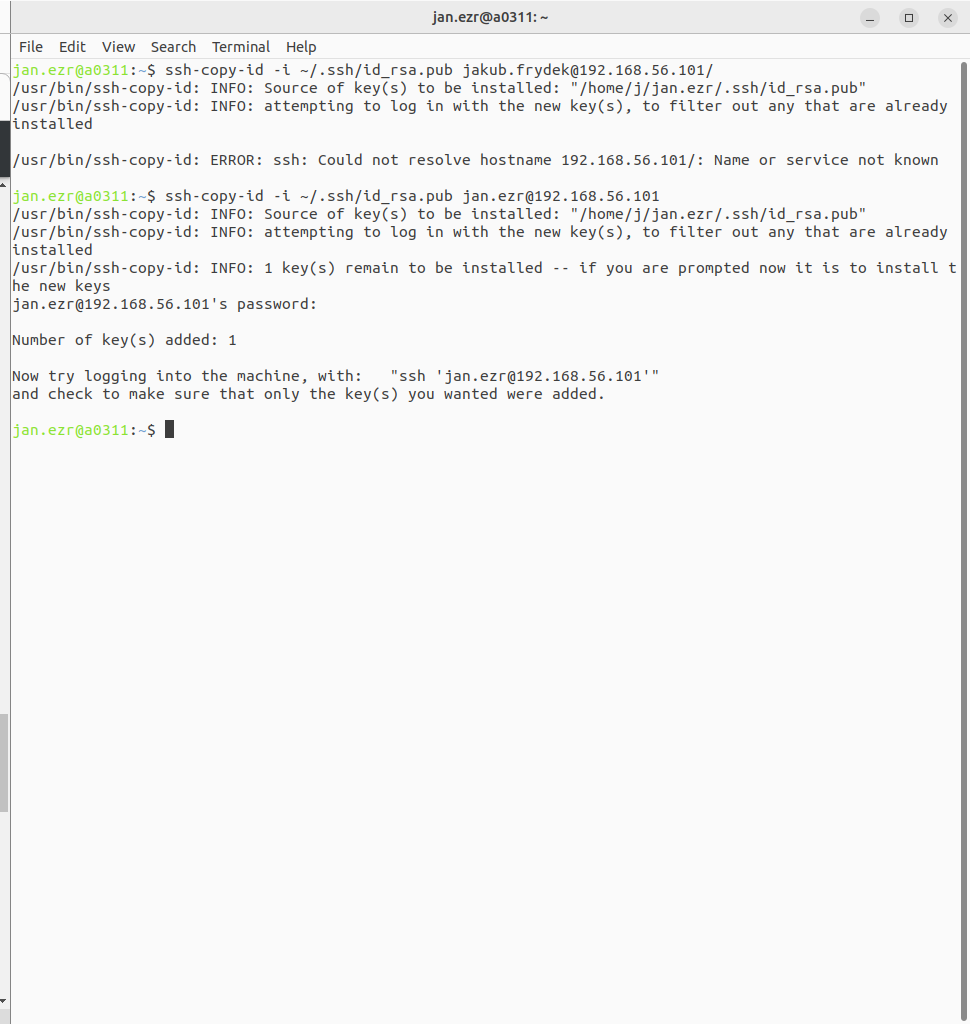 jan.ezr@a0311: ~
File Edit View Search Terminal Help
jan.ezr@a0311:~$ ssh-copy-id -i ~/.ssh/id_rsa.pub jakub.frydek@192.168.56.101/
/usr/bin/ssh-copy-id: INFO: Source of key(s) to be installed: "/home/j/jan.ezr/.ssh/id_rsa.pub"
/usr/bin/ssh-copy-id: INFO: attempting to log in with the new key(s), to filter out any that are already
installed
/usr/bin/ssh-copy-id: ERROR: ssh: Could not resolve hostname 192.168.56.101/: Name or service not known
jan.ezr@a0311:~$ ssh-copy-id -i ~/.ssh/id_rsa.pub jan.ezr@192.168.56.101
/usr/bin/ssh-copy-id: INFO: Source of key(s) to be installed: "/home/j/jan.ezr/.ssh/id_rsa.pub"
/usr/bin/ssh-copy-id: INFO: attempting to log in with the new key(s), to filter out any that are already
installed
/usr/bin/ssh-copy-id: INFO: 1 key(s) remain to be installed -- if you are prompted now it is to install t
he new keys
jan.ezr@192.168.56.101's password:
Number of key(s) added: 1
Now try logging into the machine, with:   "ssh 'jan.ezr@192.168.56.101'"
and check to make sure that only the key(s) you wanted were added.
jan.ezr@a0311:~$